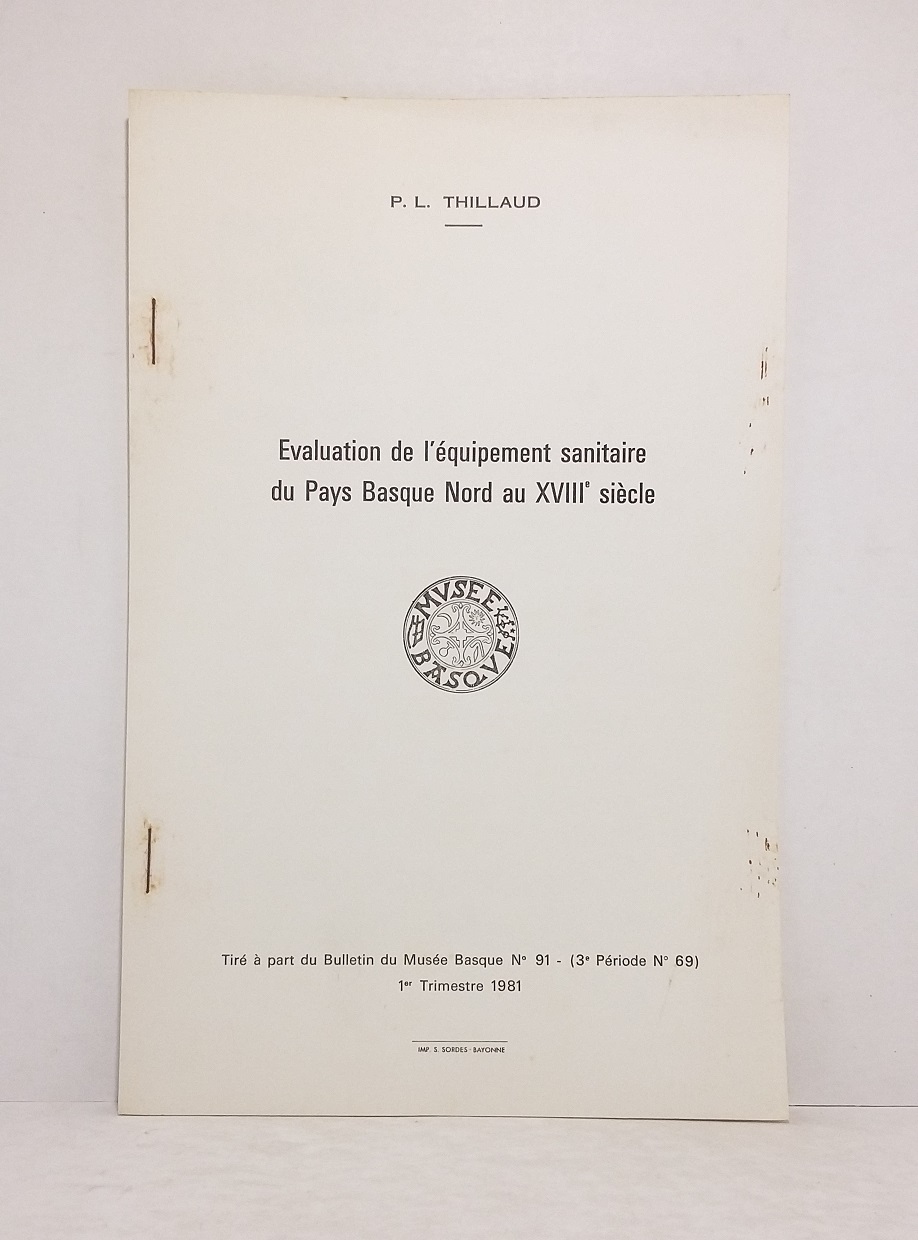 P. L. THILLAUD
Evaluation de l'équipement sanitaire
du Pays Basque Nord au XVIIIe siècle
MVSEE
BASQVE
Tiré à part du Bulletin du Musée Basque N° 91 - (3e Période N° 69)
1er Trimestre 1981
IMP. S. SORDES - BAYONNE